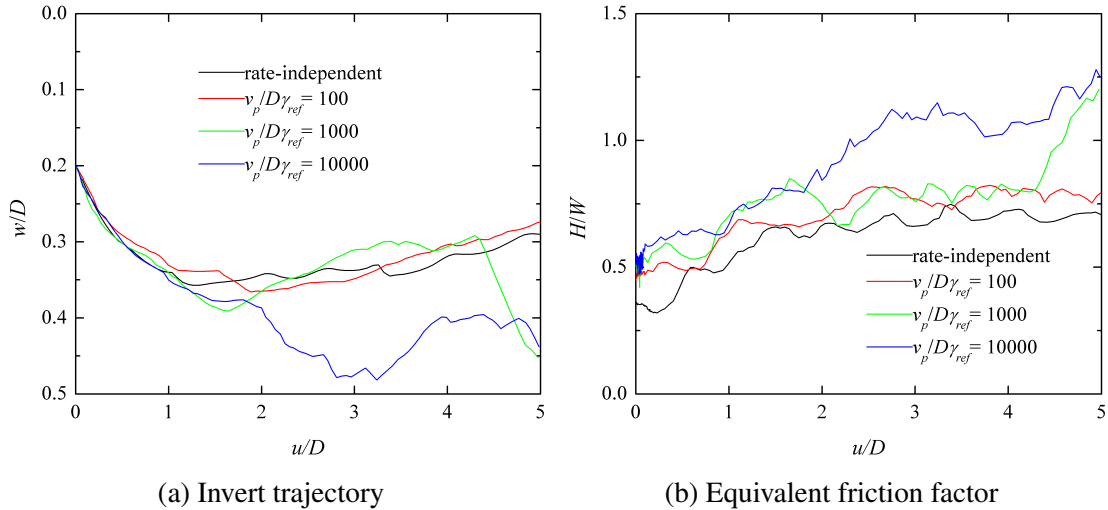 0.0
0.1
0.2
0.3
0.4
0.5
w/D
0
1
2
3
4
5
u/D
rate-independent
v_p/Dγ_ref = 100
v_p/Dγ_ref = 1000
v_p/Dγ_ref = 10000
(a) Invert trajectory
1.5
1.0
0.5
0.0
H/W
0
1
2
3
4
5
u/D
rate-independent
v_p/Dγ_ref = 100
v_p/Dγ_ref = 1000
v_p/Dγ_ref = 10000
(b) Equivalent friction factor